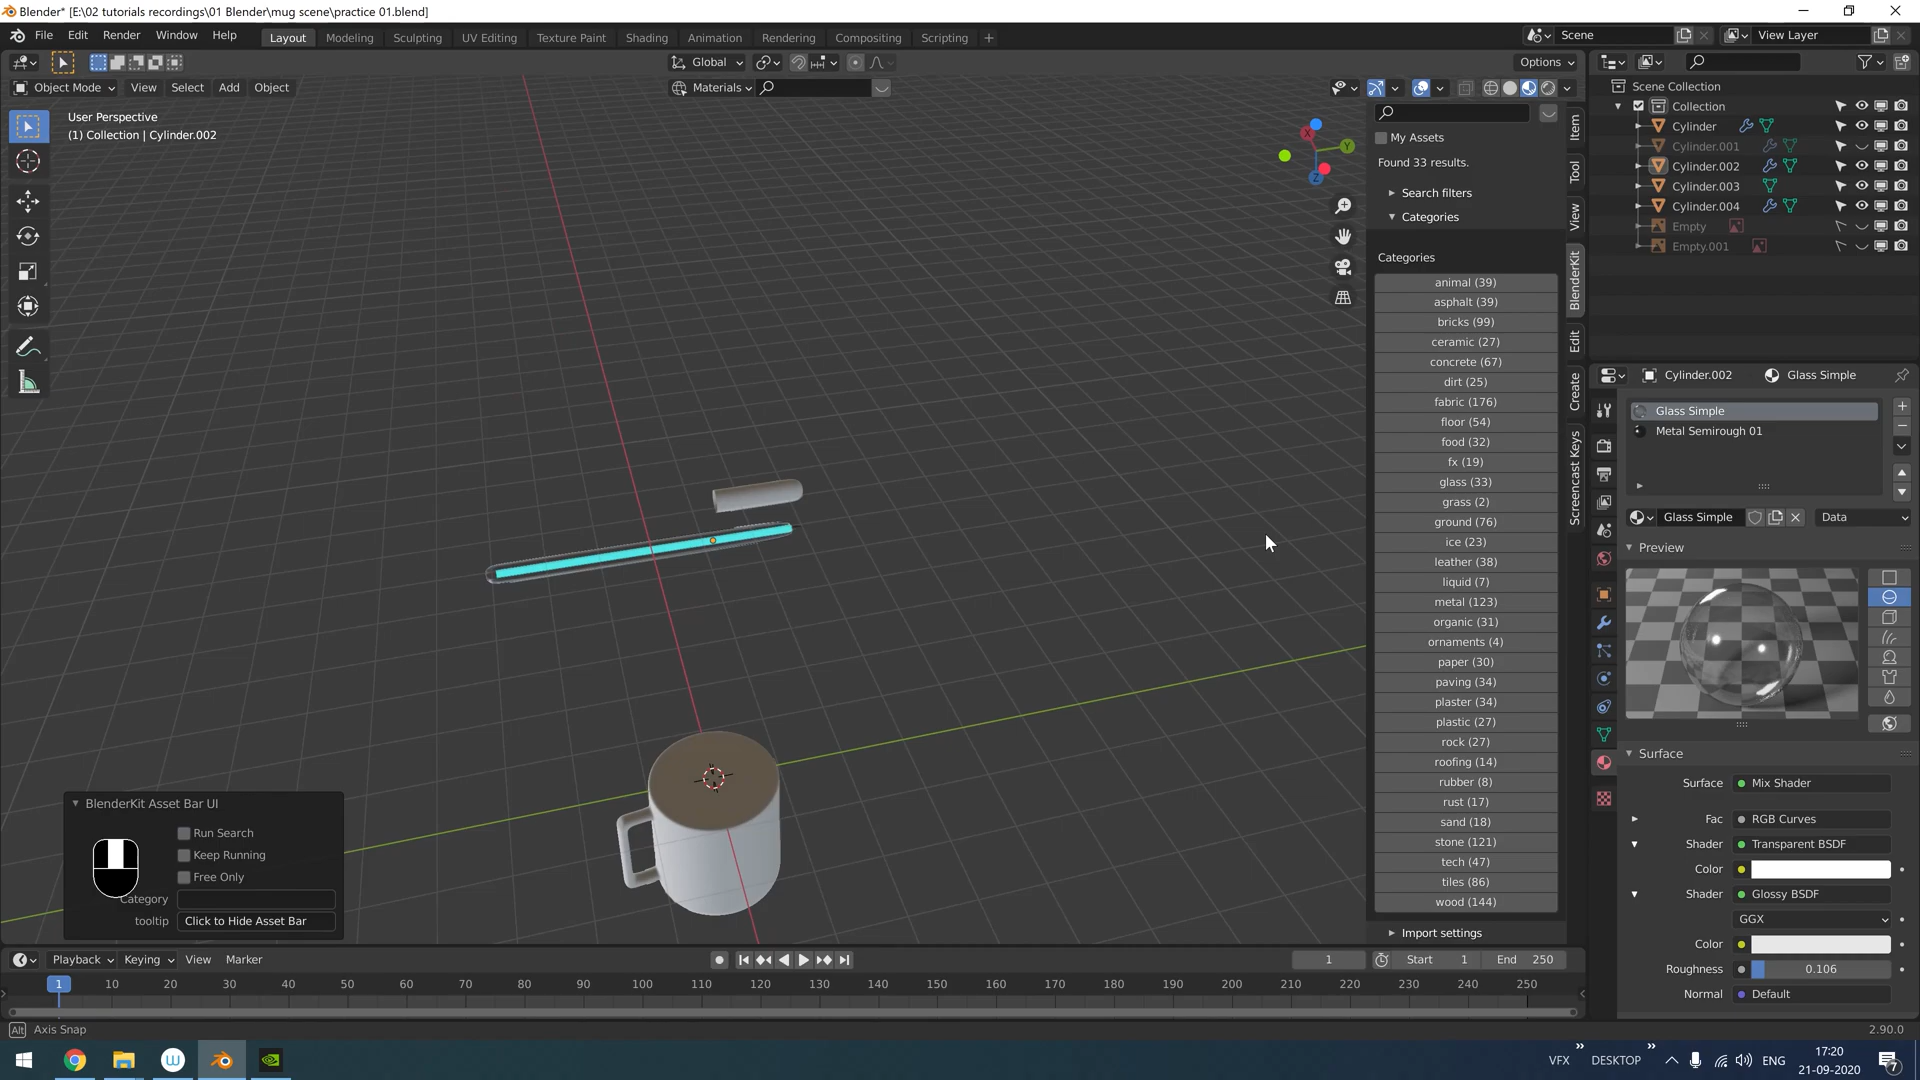 Blender* [E:\02 tutorials recordings\01 Blender\mug scene\practice 01.blend]
File Edit Render Window Help
Layout Modeling Sculpting UV Editing Texture Paint Shading Animation Rendering Compositing Scripting
Scene View Layer
Global Options
Object Mode View Select Add Object Materials
User Perspective
(1) Collection | Cylinder.002
X
Y
Z
My Assets
Found 33 results.
Search filters
Categories
Categories
animal (39)
asphalt (39)
bricks (99)
ceramic (27)
concrete (67)
dirt (25)
fabric (176)
floor (54)
food (32)
fx (19)
glass (33)
grass (2)
ground (76)
ice (23)
leather (38)
liquid (7)
metal (123)
organic (31)
ornaments (4)
paper (30)
paving (34)
plaster (34)
plastic (27)
rock (27)
roofing (14)
rubber (8)
rust (17)
sand (18)
stone (121)
tech (47)
tiles (86)
wood (144)
Import settings
Item
Tool
View
BlenderKit
Edit
Create
Screencast Keys
Scene Collection
Collection
Cylinder
Cylinder.001
Cylinder.002
Cylinder.003
Cylinder.004
Empty
Empty.001
Cylinder.002 Glass Simple
Glass Simple
Metal Semirough 01
Glass Simple Data
Preview
Surface
Surface Mix Shader
Fac RGB Curves
Shader Transparent BSDF
Color
Shader Glossy BSDF
GGX
Color
Roughness 0.106
Normal Default
BlenderKit Asset Bar UI
Run Search
Keep Running
Free Only
Category
tooltip Click to Hide Asset Bar
Playback Keying View Marker
1 Start 1 End 250
1 10 20 30 40 50 60 70 80 90 100 110 120 130 140 150 160 170 180 190 200 210 220 230 240 250
Alt Axis Snap
2.90.0
VFX DESKTOP ENG
17:20
21-09-2020
7